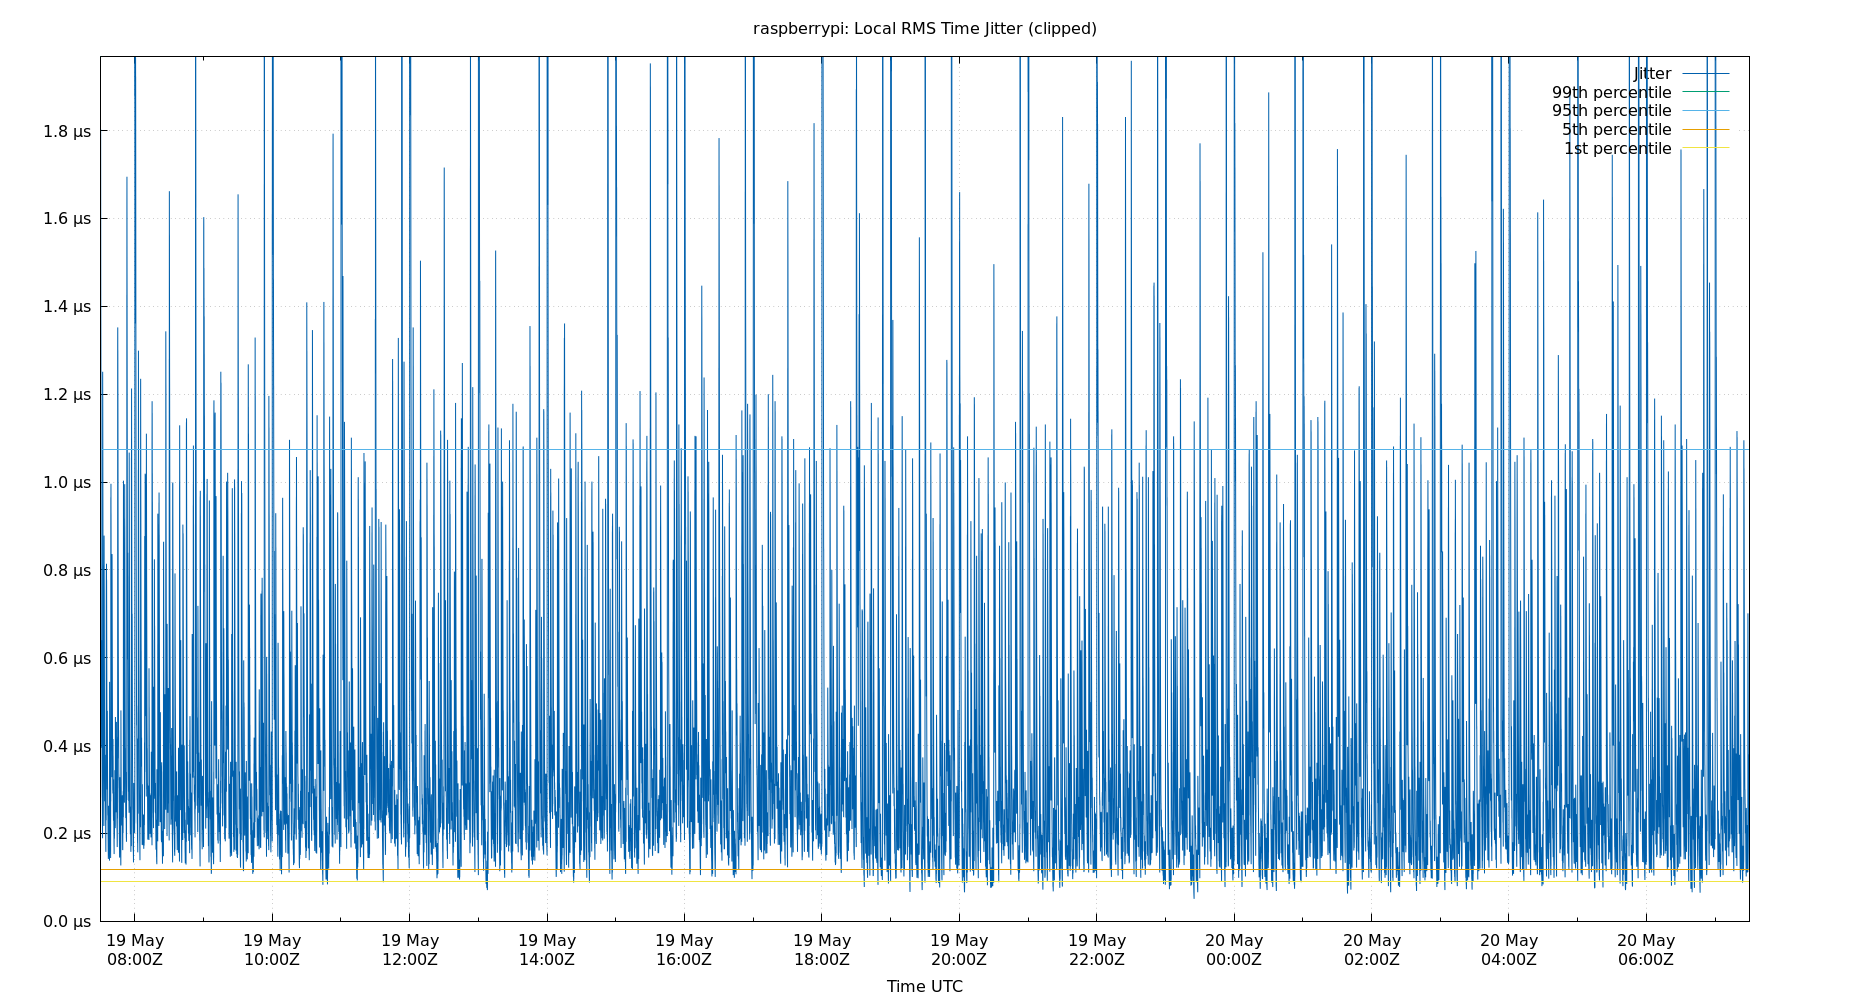 raspberrypi: Local RMS Time Jitter (clipped)
Jitter
99th percentile
95th percentile
5th percentile
1st percentile
1.8 μs
1.6 μs
1.4 μs
1.2 μs
1.0 μs
0.8 μs
0.6 μs
0.4 μs
0.2 μs
0.0 μs
19 May 19 May 19 May 19 May 19 May 19 May 19 May 19 May 20 May 20 May 20 May 20 May
08:00Z 10:00Z 12:00Z 14:00Z 16:00Z 18:00Z 20:00Z 22:00Z 00:00Z 02:00Z 04:00Z 06:00Z
Time UTC